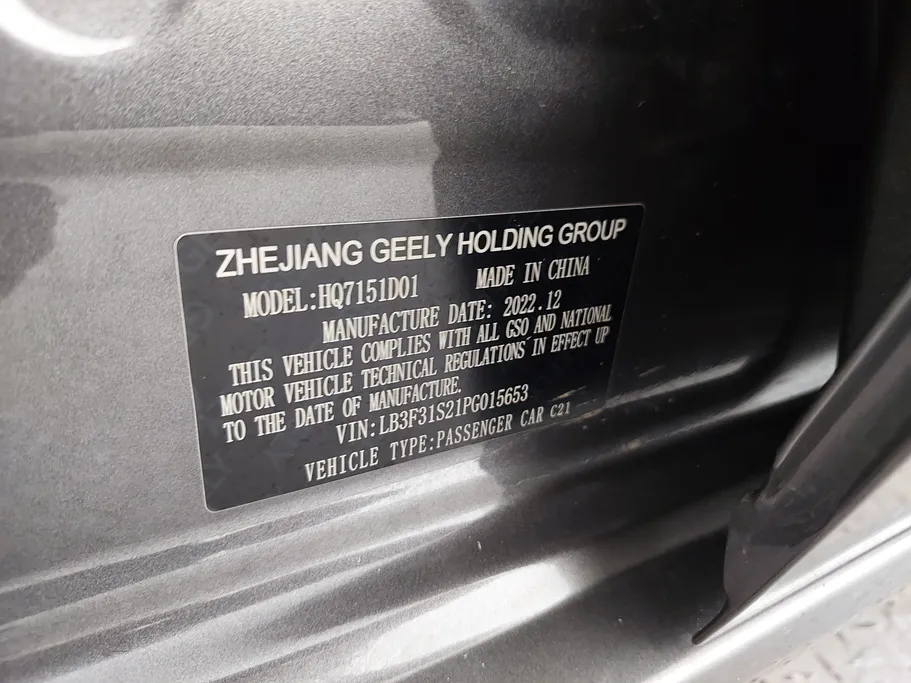 ZHEJIANG GEELY HOLDING GROUP
MODEL:HQ7151D01 MADE IN CHINA
MANUFACTURE DATE: 2022.12
THIS VEHICLE COMPLIES WITH ALL GSO AND NATIONAL
MOTOR VEHICLE TECHNICAL REGULATIONS IN EFFECT UP
TO THE DATE OF MANUFACTURE.
VIN:LB3F31S21PG015653
VEHICLE TYPE:PASSENGER CAR C21